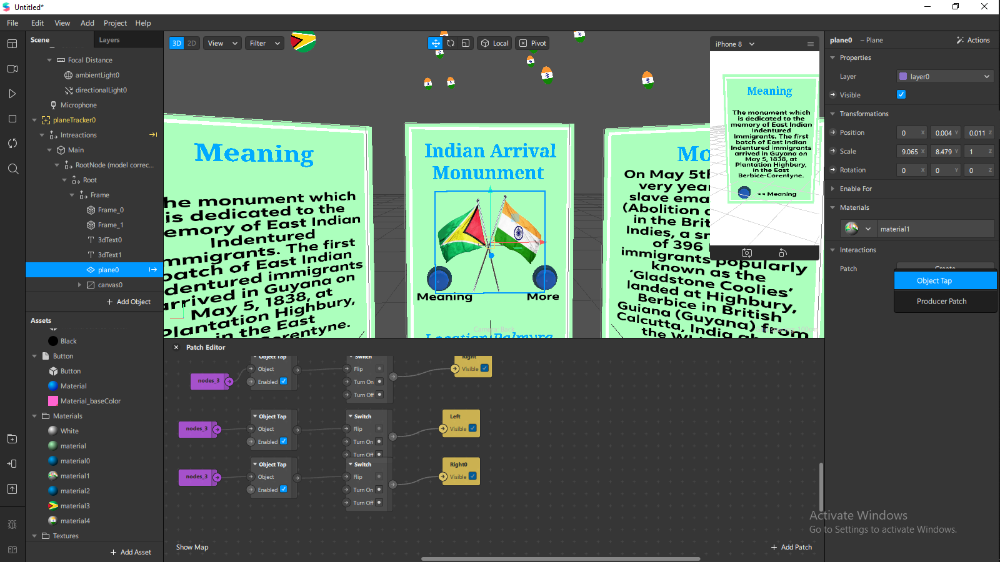 Untitled*
File Edit View Add Project Help
Scene Layers
Focal Distance
ambientLight0
directionalLight0
Microphone
planeTracker0
Intreactions
Main
RootNode (model correc...
Root
Frame
Frame_0
Frame_1
3dText0
3dText1
plane0
canvas0
Add Object
Assets
Black
Button
Button
Material
Material_baseColor
Materials
White
material
material0
material1
material2
material3
material4
Textures
Add Asset
3D 2D View Filter Local Pivot
Meaning
he monument which
is dedicated to the
emory of East Indian
Indentured
mmigrants. The first
batch of East Indian
dentured immigrants
arrived in Guyana on
May 5, 1838, at
Plantation Highbury,
in the East
Corentyne.
Indian Arrival
Monunment
Meaning More
Location:Palmyra
Camera: Back
Mo
On May 5th
very yea
slave ema
(Abolition
in the Brit
Indies, a sm
of 396
immigrants popularly
known as the
‘Gladstone Coolies’
landed at Highbury,
Berbice in British
Guiana (Guyana) from
Calcutta, India
the
iPhone 8
Meaning
The monument which
is dedicated to the
memory of East Indian
Indentured
Immigrants. The first
batch of East Indian
Indentured immigrants
arrived in Guyana on
May 5, 1838, at
Plantation Highbury,
in the East
Berbice-Corentyne.
<< Meaning
plane0 – Plane Actions
Properties
Layer layer0
Visible
Transformations
Position 0 X 0.004 Y 0.011 Z
Scale 9.065 X 8.479 Y 1 Z
Rotation 0 X 0 Y 0 Z
Enable For
Materials
material1
Interactions
Patch Create
Object Tap
Producer Patch
Patch Editor
nodes_3 Object Tap Object Enabled Switch Flip Turn On Turn Off Right Visible
nodes_3 Object Tap Object Enabled Switch Flip Turn On Turn Off Left Visible
nodes_3 Object Tap Object Enabled Switch Flip Turn On Turn Off Right0 Visible
Show Map
Add Patch
Activate Windows
Go to Settings to activate Windows.